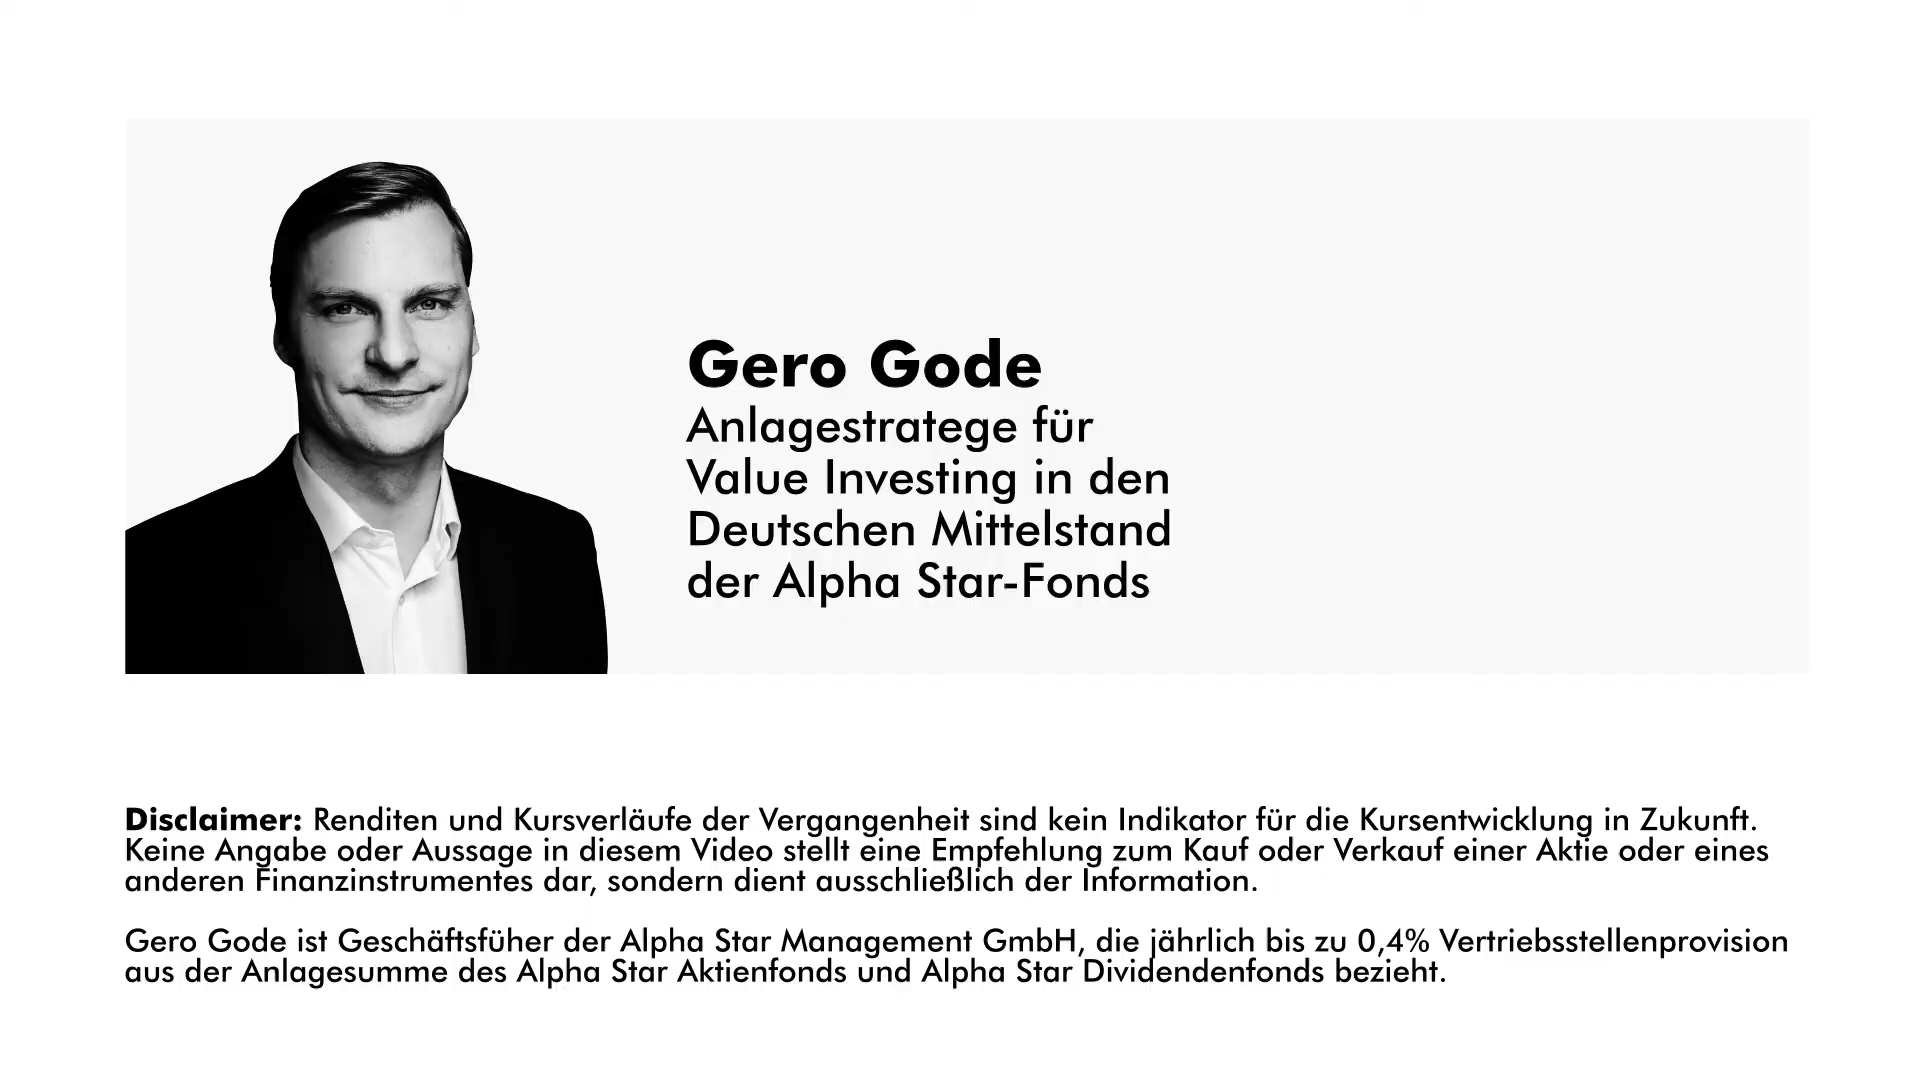 Gero Gode
Anlagestratege für
Value Investing in den
Deutschen Mittelstand
der Alpha Star-Fonds
Disclaimer: Renditen und Kursverläufe der Vergangenheit sind kein Indikator für die Kursentwicklung in Zukunft.
Keine Angabe oder Aussage in diesem Video stellt eine Empfehlung zum Kauf oder Verkauf einer Aktie oder eines
anderen Finanzinstrumentes dar, sondern dient ausschließlich der Information.
Gero Gode ist Geschäftsfüher der Alpha Star Management GmbH, die jährlich bis zu 0,4% Vertriebsstellenprovision
aus der Anlagesumme des Alpha Star Aktienfonds und Alpha Star Dividendenfonds bezieht.